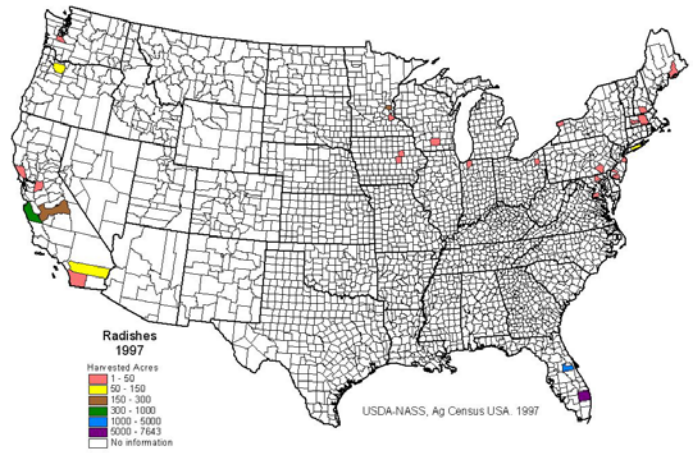 Radishes
1997
Harvested Acres
1 - 50
50 - 150
150 - 300
300 - 1000
1000 - 5000
5000 - 7643
No information
USDA-NASS, Ag Census USA. 1997